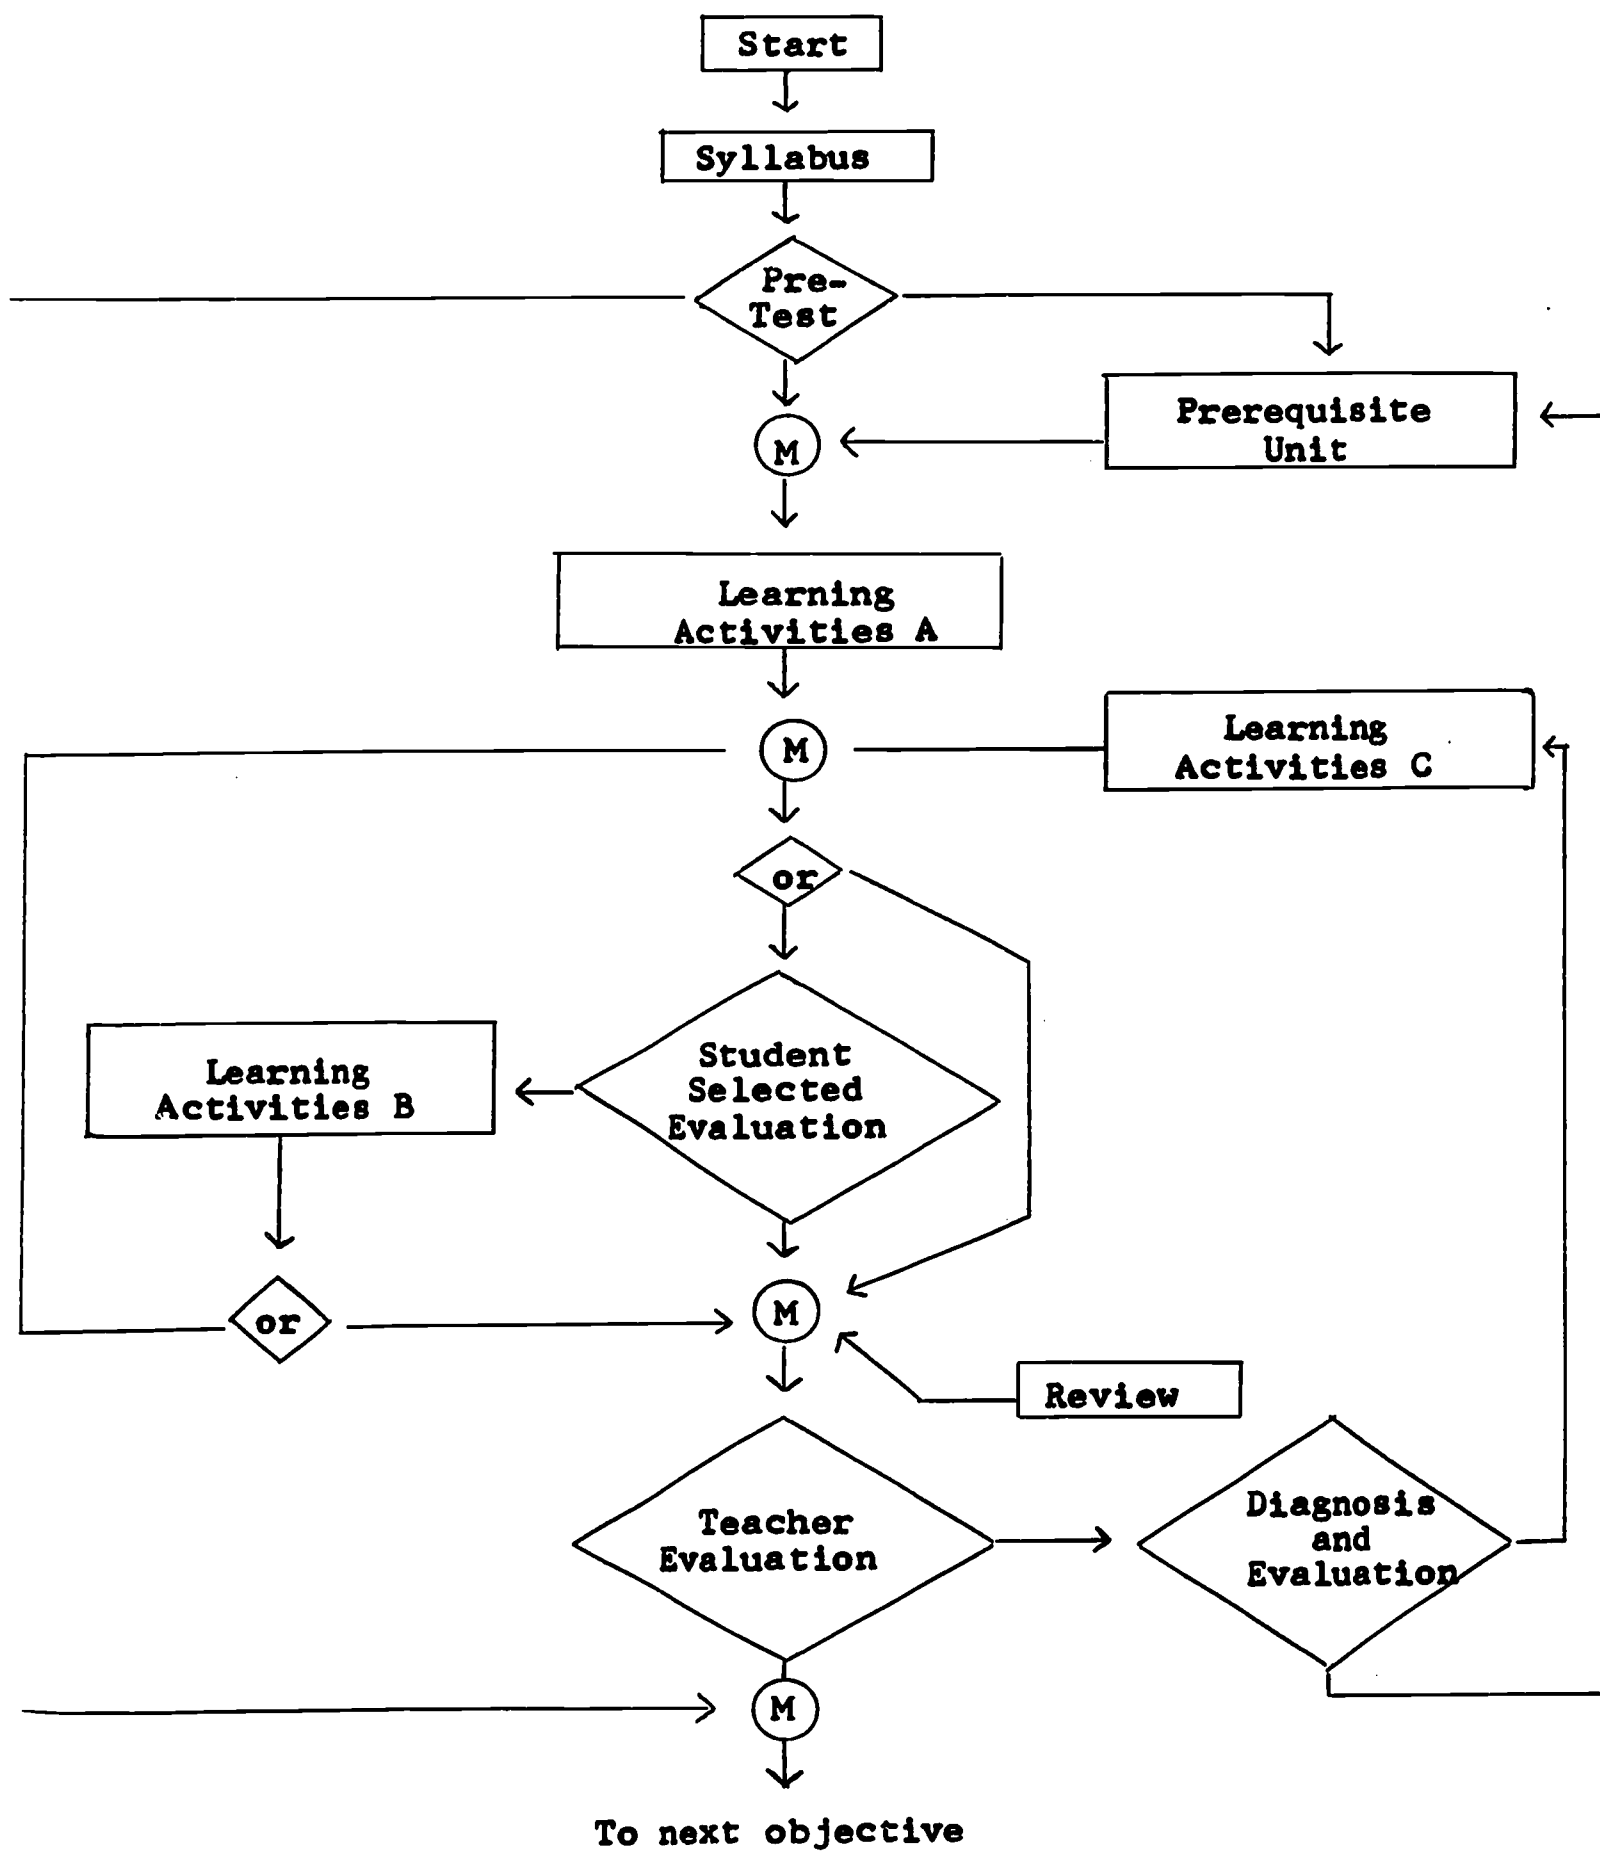 Start
Syllabus
Pre-
Test
Prerequisite
Unit
M
Learning
Activities A
M
Learning
Activities C
or
Student
Selected
Evaluation
Learning
Activities B
or
M
Review
Teacher
Evaluation
Diagnosis
and
Evaluation
M
To next objective